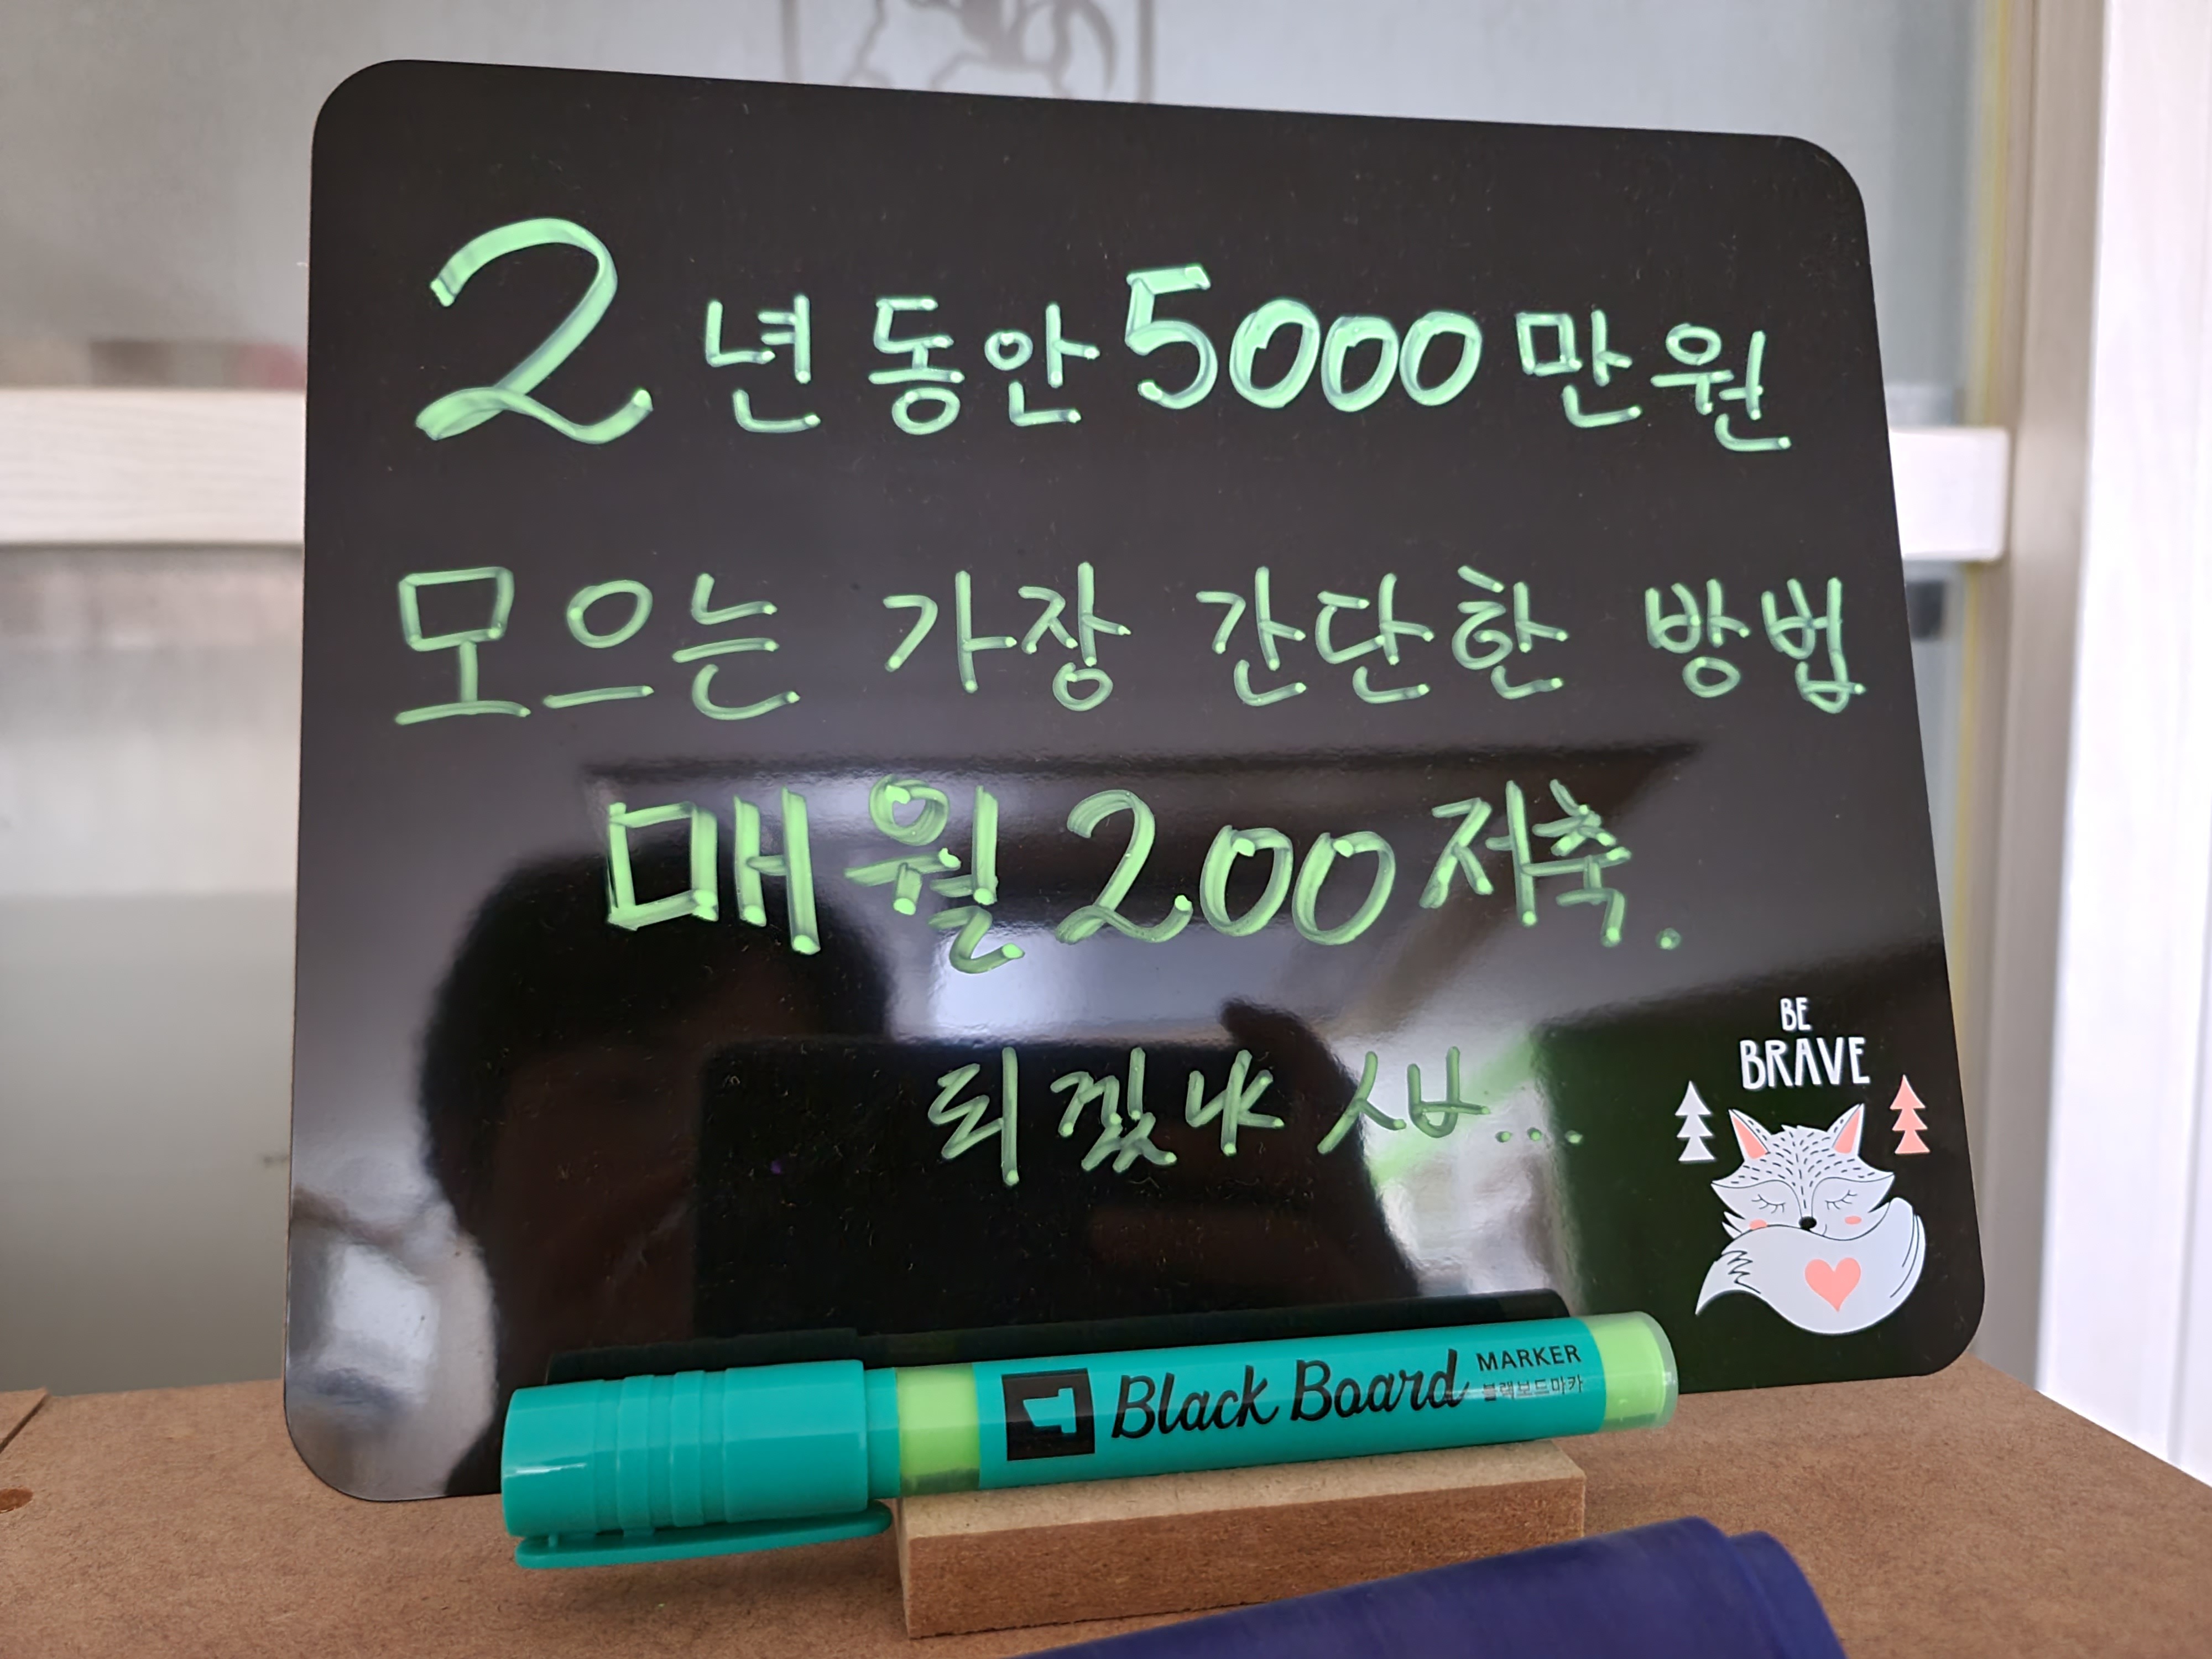 2년동안 5000만원
모으는 가장 간단한 방법
매월 200 저축.
되겠냐 ㅅㅂ...
BE
BRAVE
Black Board MARKER
블랙보드마카